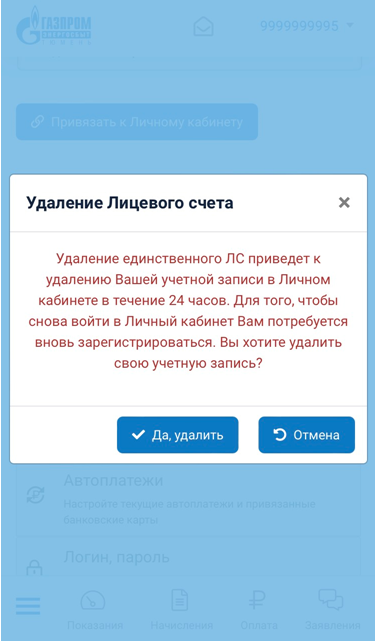 ГАЗПРОМ
ЭНЕРГОСБЫТ
ТЮМЕНЬ
9999999995
Привязать к Личному кабинету
Удаление Лицевого счета
×
Удаление единственного ЛС приведет к
удалению Вашей учетной записи в Личном
кабинете в течение 24 часов. Для того, чтобы
снова войти в Личный кабинет Вам потребуется
вновь зарегистрироваться. Вы хотите удалить
свою учетную запись?
Да, удалить
Отмена
Автоплатежи
Настройте текущие автоплатежи и привязанные
банковские карты
Логин, пароль
Показания
Начисления
Оплата
Заявления